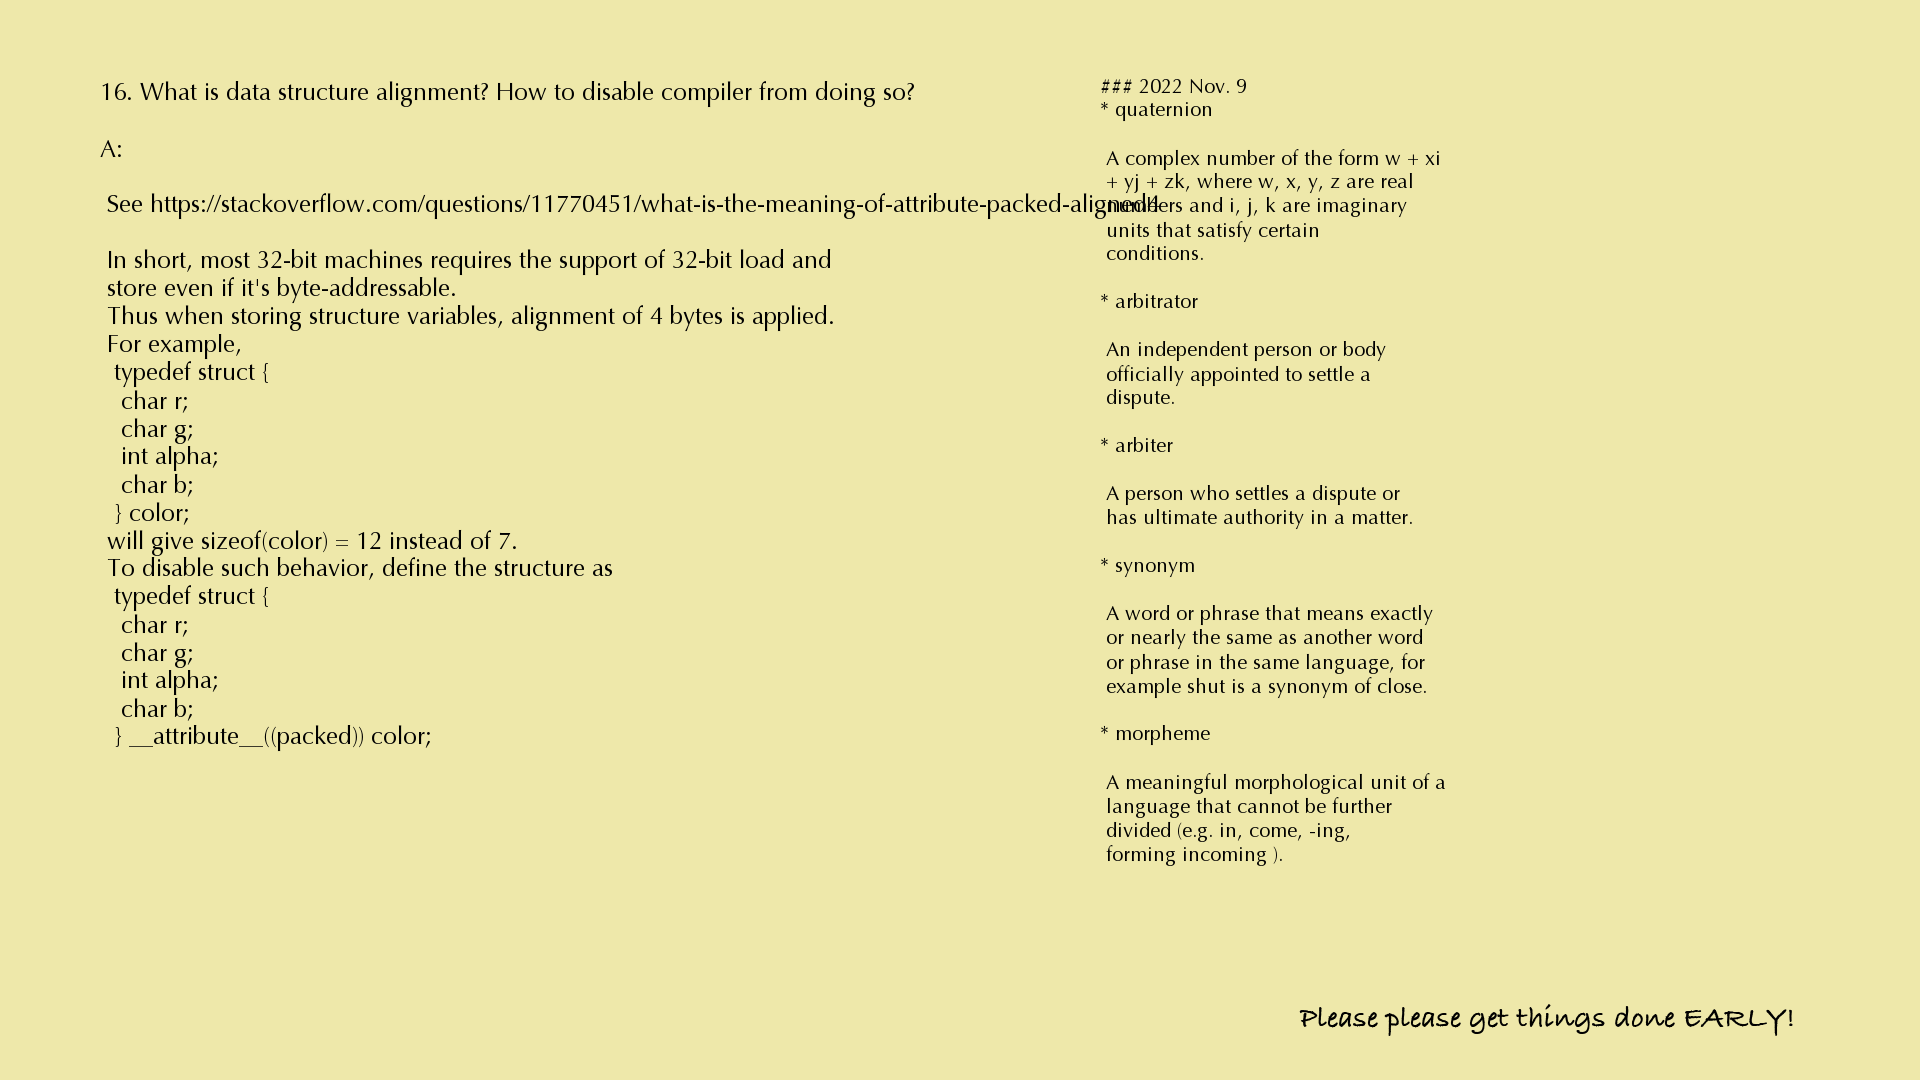 16. What is data structure alignment? How to disable compiler from doing so?
A:
See https://stackoverflow.com/questions/11770451/what-is-the-meaning-of-attribute-packed-aligned4
In short, most 32-bit machines requires the support of 32-bit load and
store even if it's byte-addressable.
Thus when storing structure variables, alignment of 4 bytes is applied.
For example,
typedef struct {
char r;
char g;
int alpha;
char b;
} color;
will give sizeof(color) = 12 instead of 7.
To disable such behavior, define the structure as
typedef struct {
char r;
char g;
int alpha;
char b;
} __attribute__((packed)) color;
### 2022 Nov. 9
* quaternion
A complex number of the form w + xi
+ yj + zk, where w, x, y, z are real
numbers and i, j, k are imaginary
units that satisfy certain
conditions.
* arbitrator
An independent person or body
officially appointed to settle a
dispute.
* arbiter
A person who settles a dispute or
has ultimate authority in a matter.
* synonym
A word or phrase that means exactly
or nearly the same as another word
or phrase in the same language, for
example shut is a synonym of close.
* morpheme
A meaningful morphological unit of a
language that cannot be further
divided (e.g. in, come, -ing,
forming incoming ).
Please please get things done EARLY!